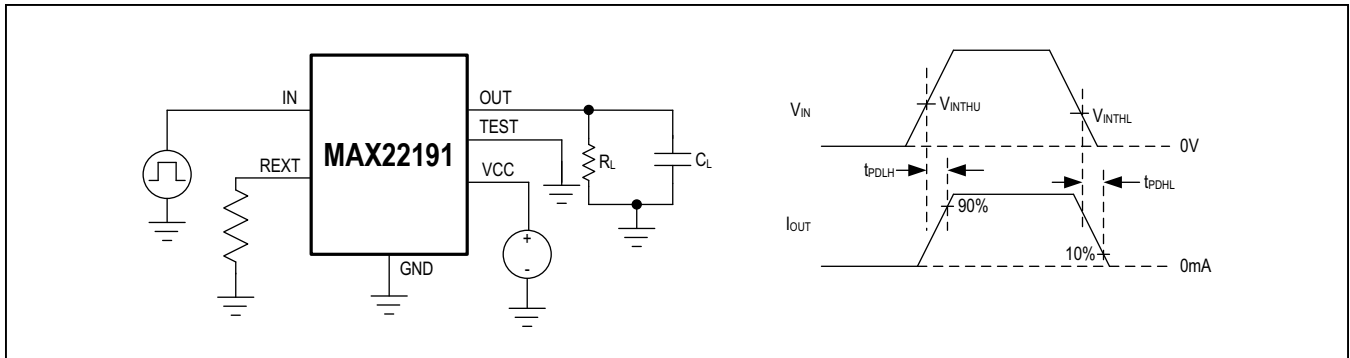 IN
REXT
MAX22191
OUT
TEST
VCC
GND
RL
CL
+
-
VIN
VINTHU
VINTHL
0V
tPDLH
tPDHL
IOUT
90%
10%
0mA